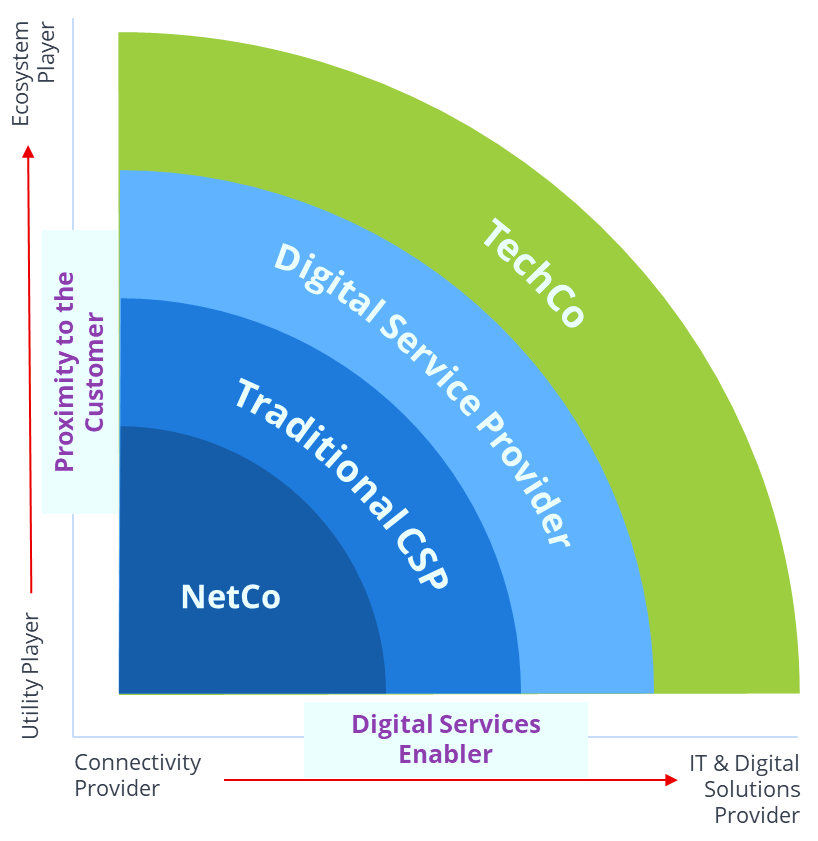 Ecosystem
Player
TechCo
Digital Service Provider
Proximity to the
Customer
Traditional CSP
NetCo
Utility Player
Digital Services
Enabler
Connectivity
Provider
IT & Digital
Solutions
Provider